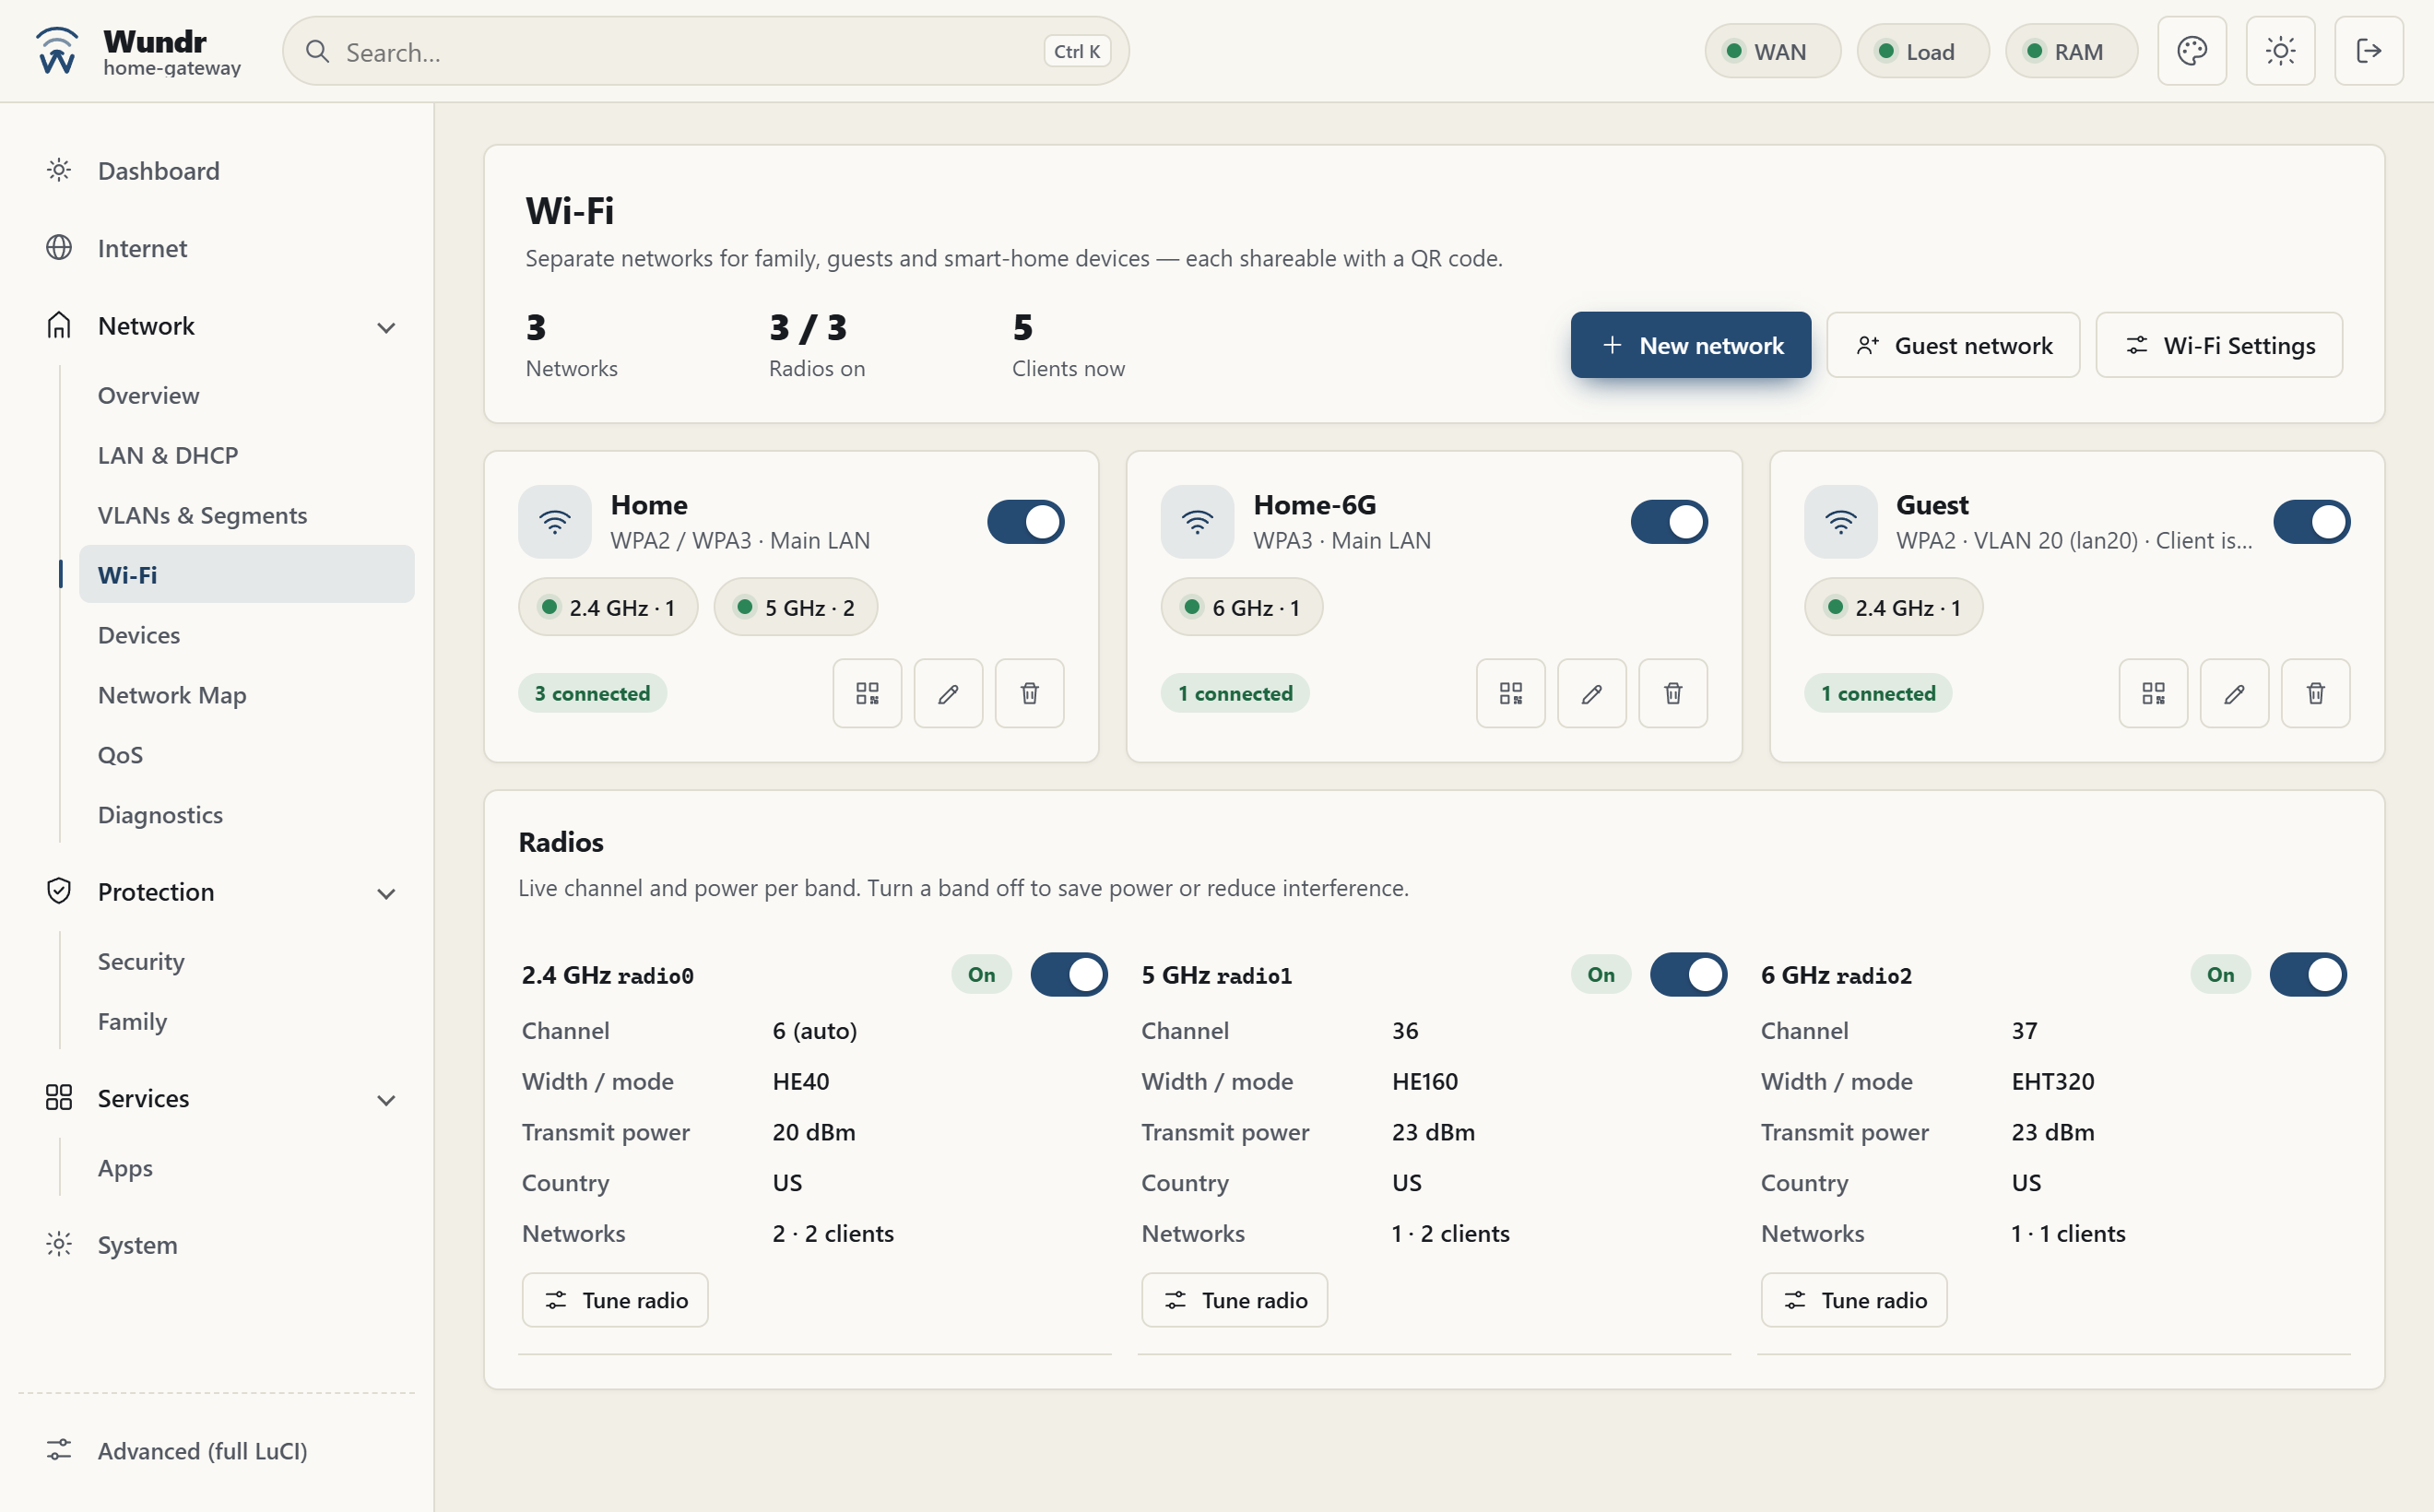 Wundr
home-gateway
Search...
Ctrl K
WAN
Load
RAM
Dashboard
Internet
Network
Overview
LAN & DHCP
VLANs & Segments
Wi-Fi
Devices
Network Map
QoS
Diagnostics
Protection
Security
Family
Services
Apps
System
Advanced (full LuCI)
Wi-Fi
Separate networks for family, guests and smart-home devices — each shareable with a QR code.
3
Networks
3 / 3
Radios on
5
Clients now
New network
Guest network
Wi-Fi Settings
Home
WPA2 / WPA3 · Main LAN
2.4 GHz · 1
5 GHz · 2
3 connected
Home-6G
WPA3 · Main LAN
6 GHz · 1
1 connected
Guest
WPA2 · VLAN 20 (lan20) · Client is...
2.4 GHz · 1
1 connected
Radios
Live channel and power per band. Turn a band off to save power or reduce interference.
2.4 GHz radio0
On
Channel 6 (auto)
Width / mode HE40
Transmit power 20 dBm
Country US
Networks 2 · 2 clients
Tune radio
5 GHz radio1
On
Channel 36
Width / mode HE160
Transmit power 23 dBm
Country US
Networks 1 · 2 clients
Tune radio
6 GHz radio2
On
Channel 37
Width / mode EHT320
Transmit power 23 dBm
Country US
Networks 1 · 1 clients
Tune radio